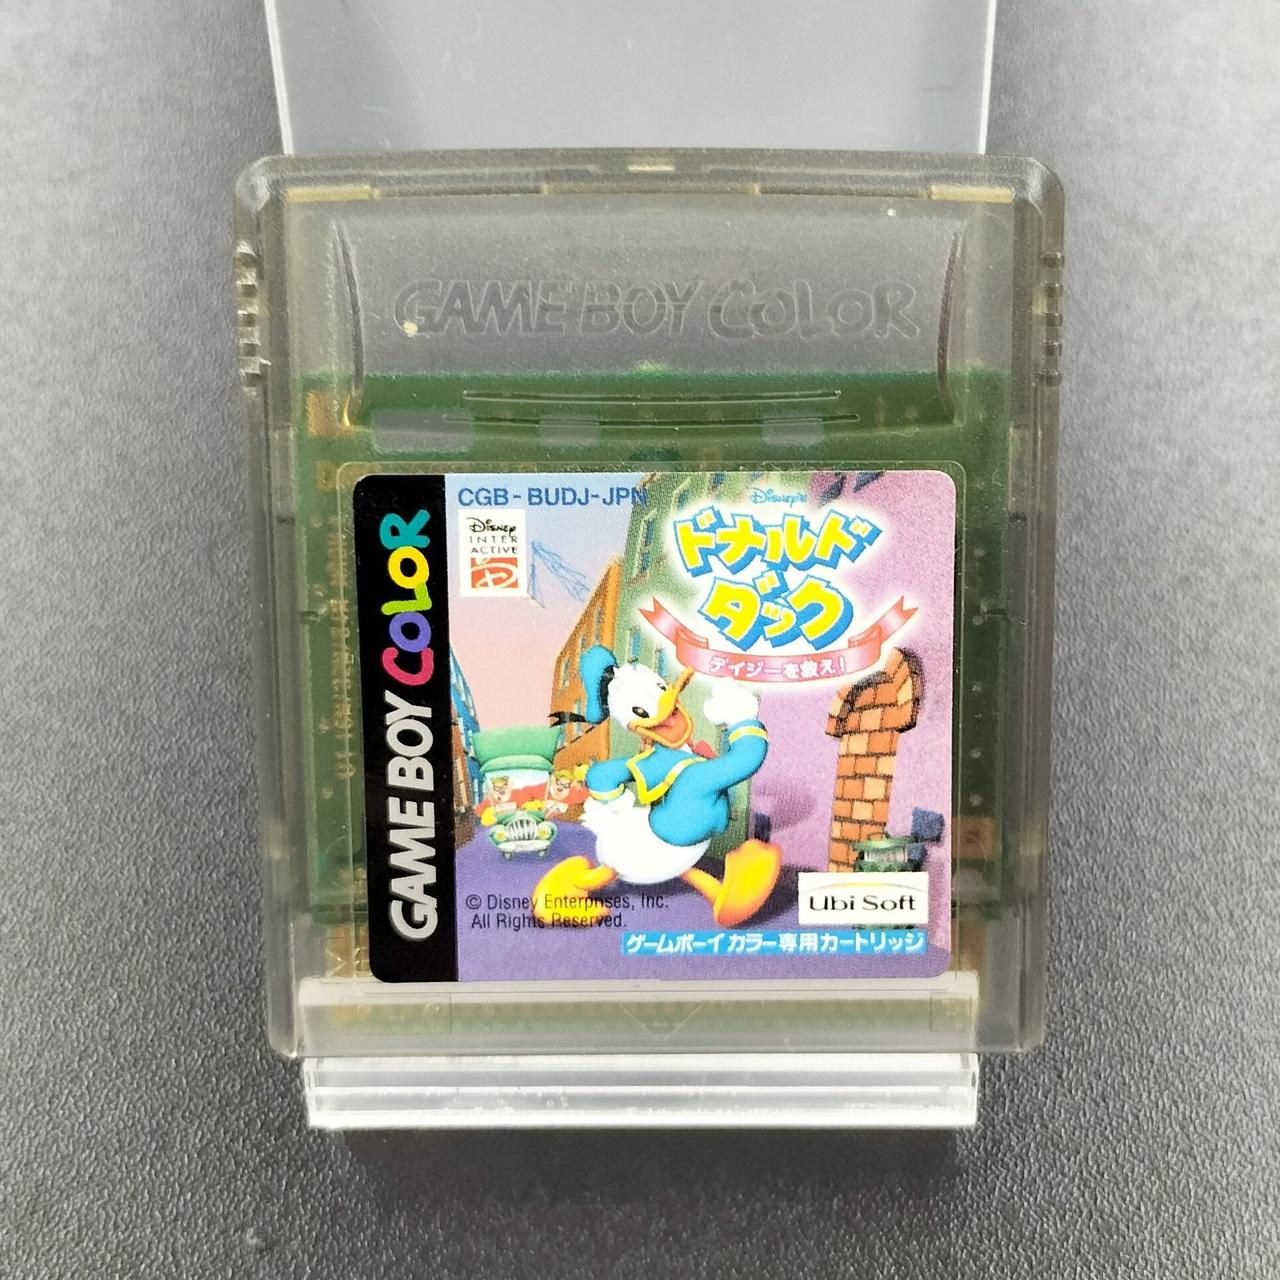 GAME BOY COLOR
GAME BOY COLOR
CGB-BUDJ-JPN
Disney
INTER
ACTIVE
Disney's
ドナルド
ダック
デイジーを救え!
Ubi Soft
© Disney Enterprises, Inc.
All Rights Reserved.
ゲームボーイカラー専用カートリッジ